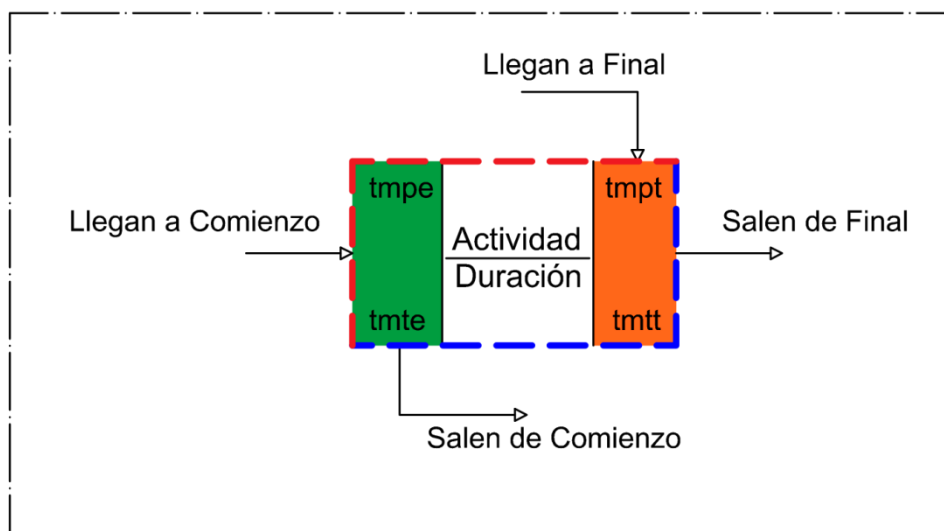 Llegan a Final
tmpe
tmpt
Llegan a Comienzo
Actividad
Duración
Salen de Final
tmte
tmtt
Salen de Comienzo